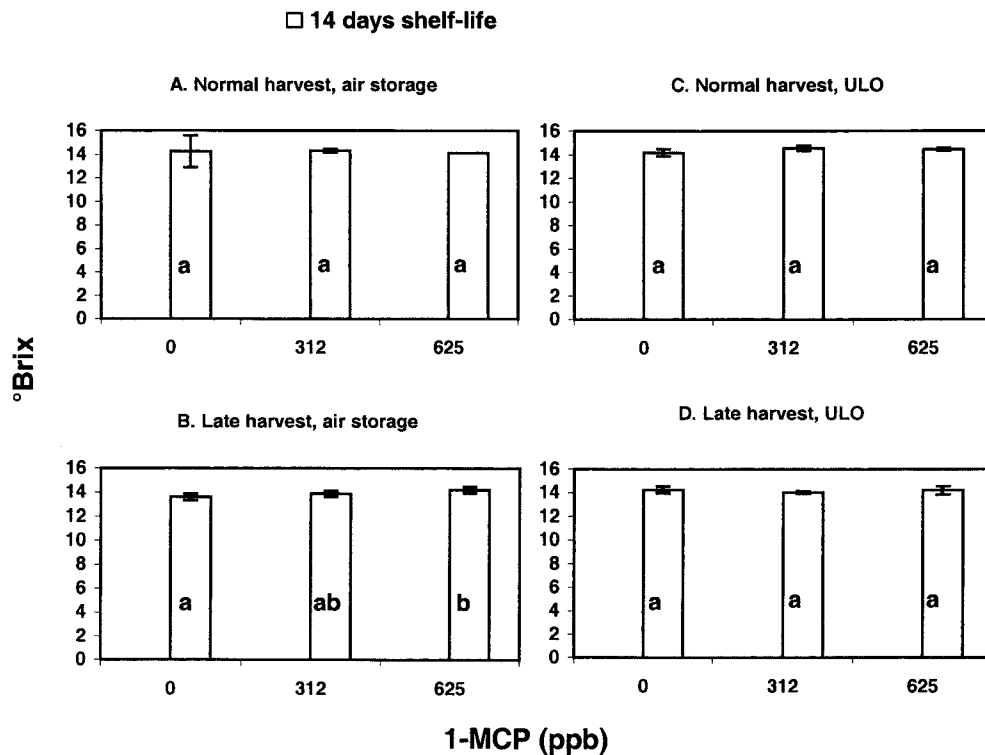 14 days shelf-life
A. Normal harvest, air storage
16
14
12
10
8
6
4
2
0
a
a
a
0
312
625
C. Normal harvest, ULO
16
14
12
10
8
6
4
2
0
a
a
a
0
312
625
°Brix
B. Late harvest, air storage
16
14
12
10
8
6
4
2
0
a
ab
b
0
312
625
D. Late harvest, ULO
16
14
12
10
8
6
4
2
0
a
a
a
0
312
625
1-MCP (ppb)